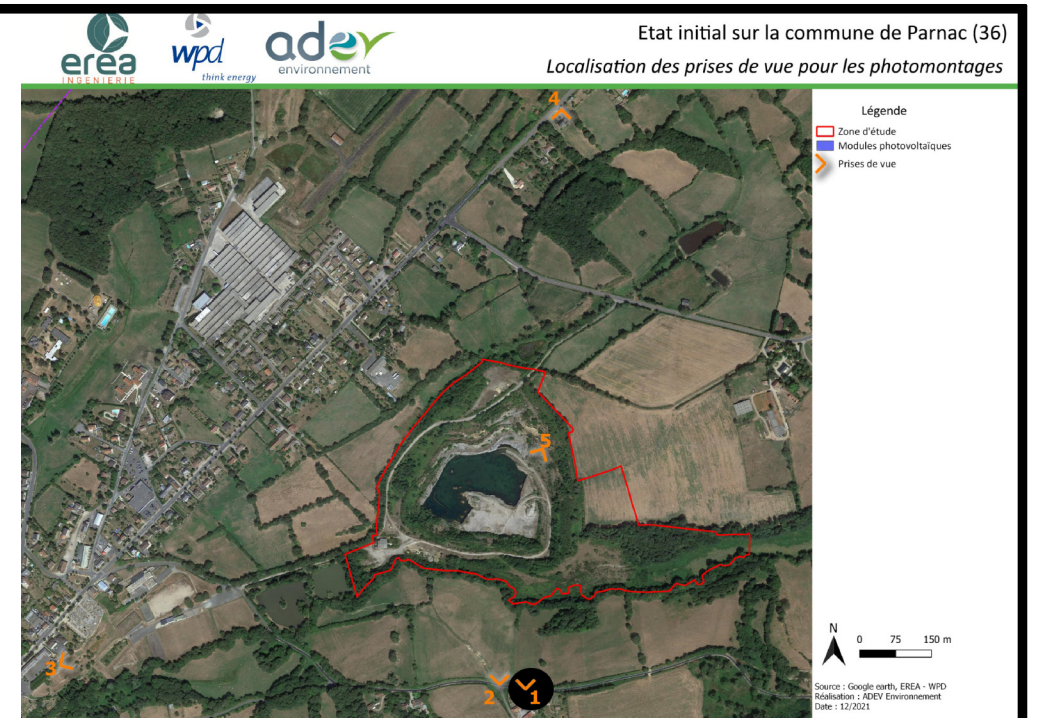 erea
INGENIERIE
wpd
think energy
adev
environnement
Etat initial sur la commune de Parnac (36)
Localisation des prises de vue pour les photomontages
Légende
Zone d'étude
Modules photovoltaïques
Prises de vue
4
5
3
2
1
N
0 75 150 m
Source : Google earth, EREA - WPD
Réalisation : ADEV Environnement
Date : 12/2021